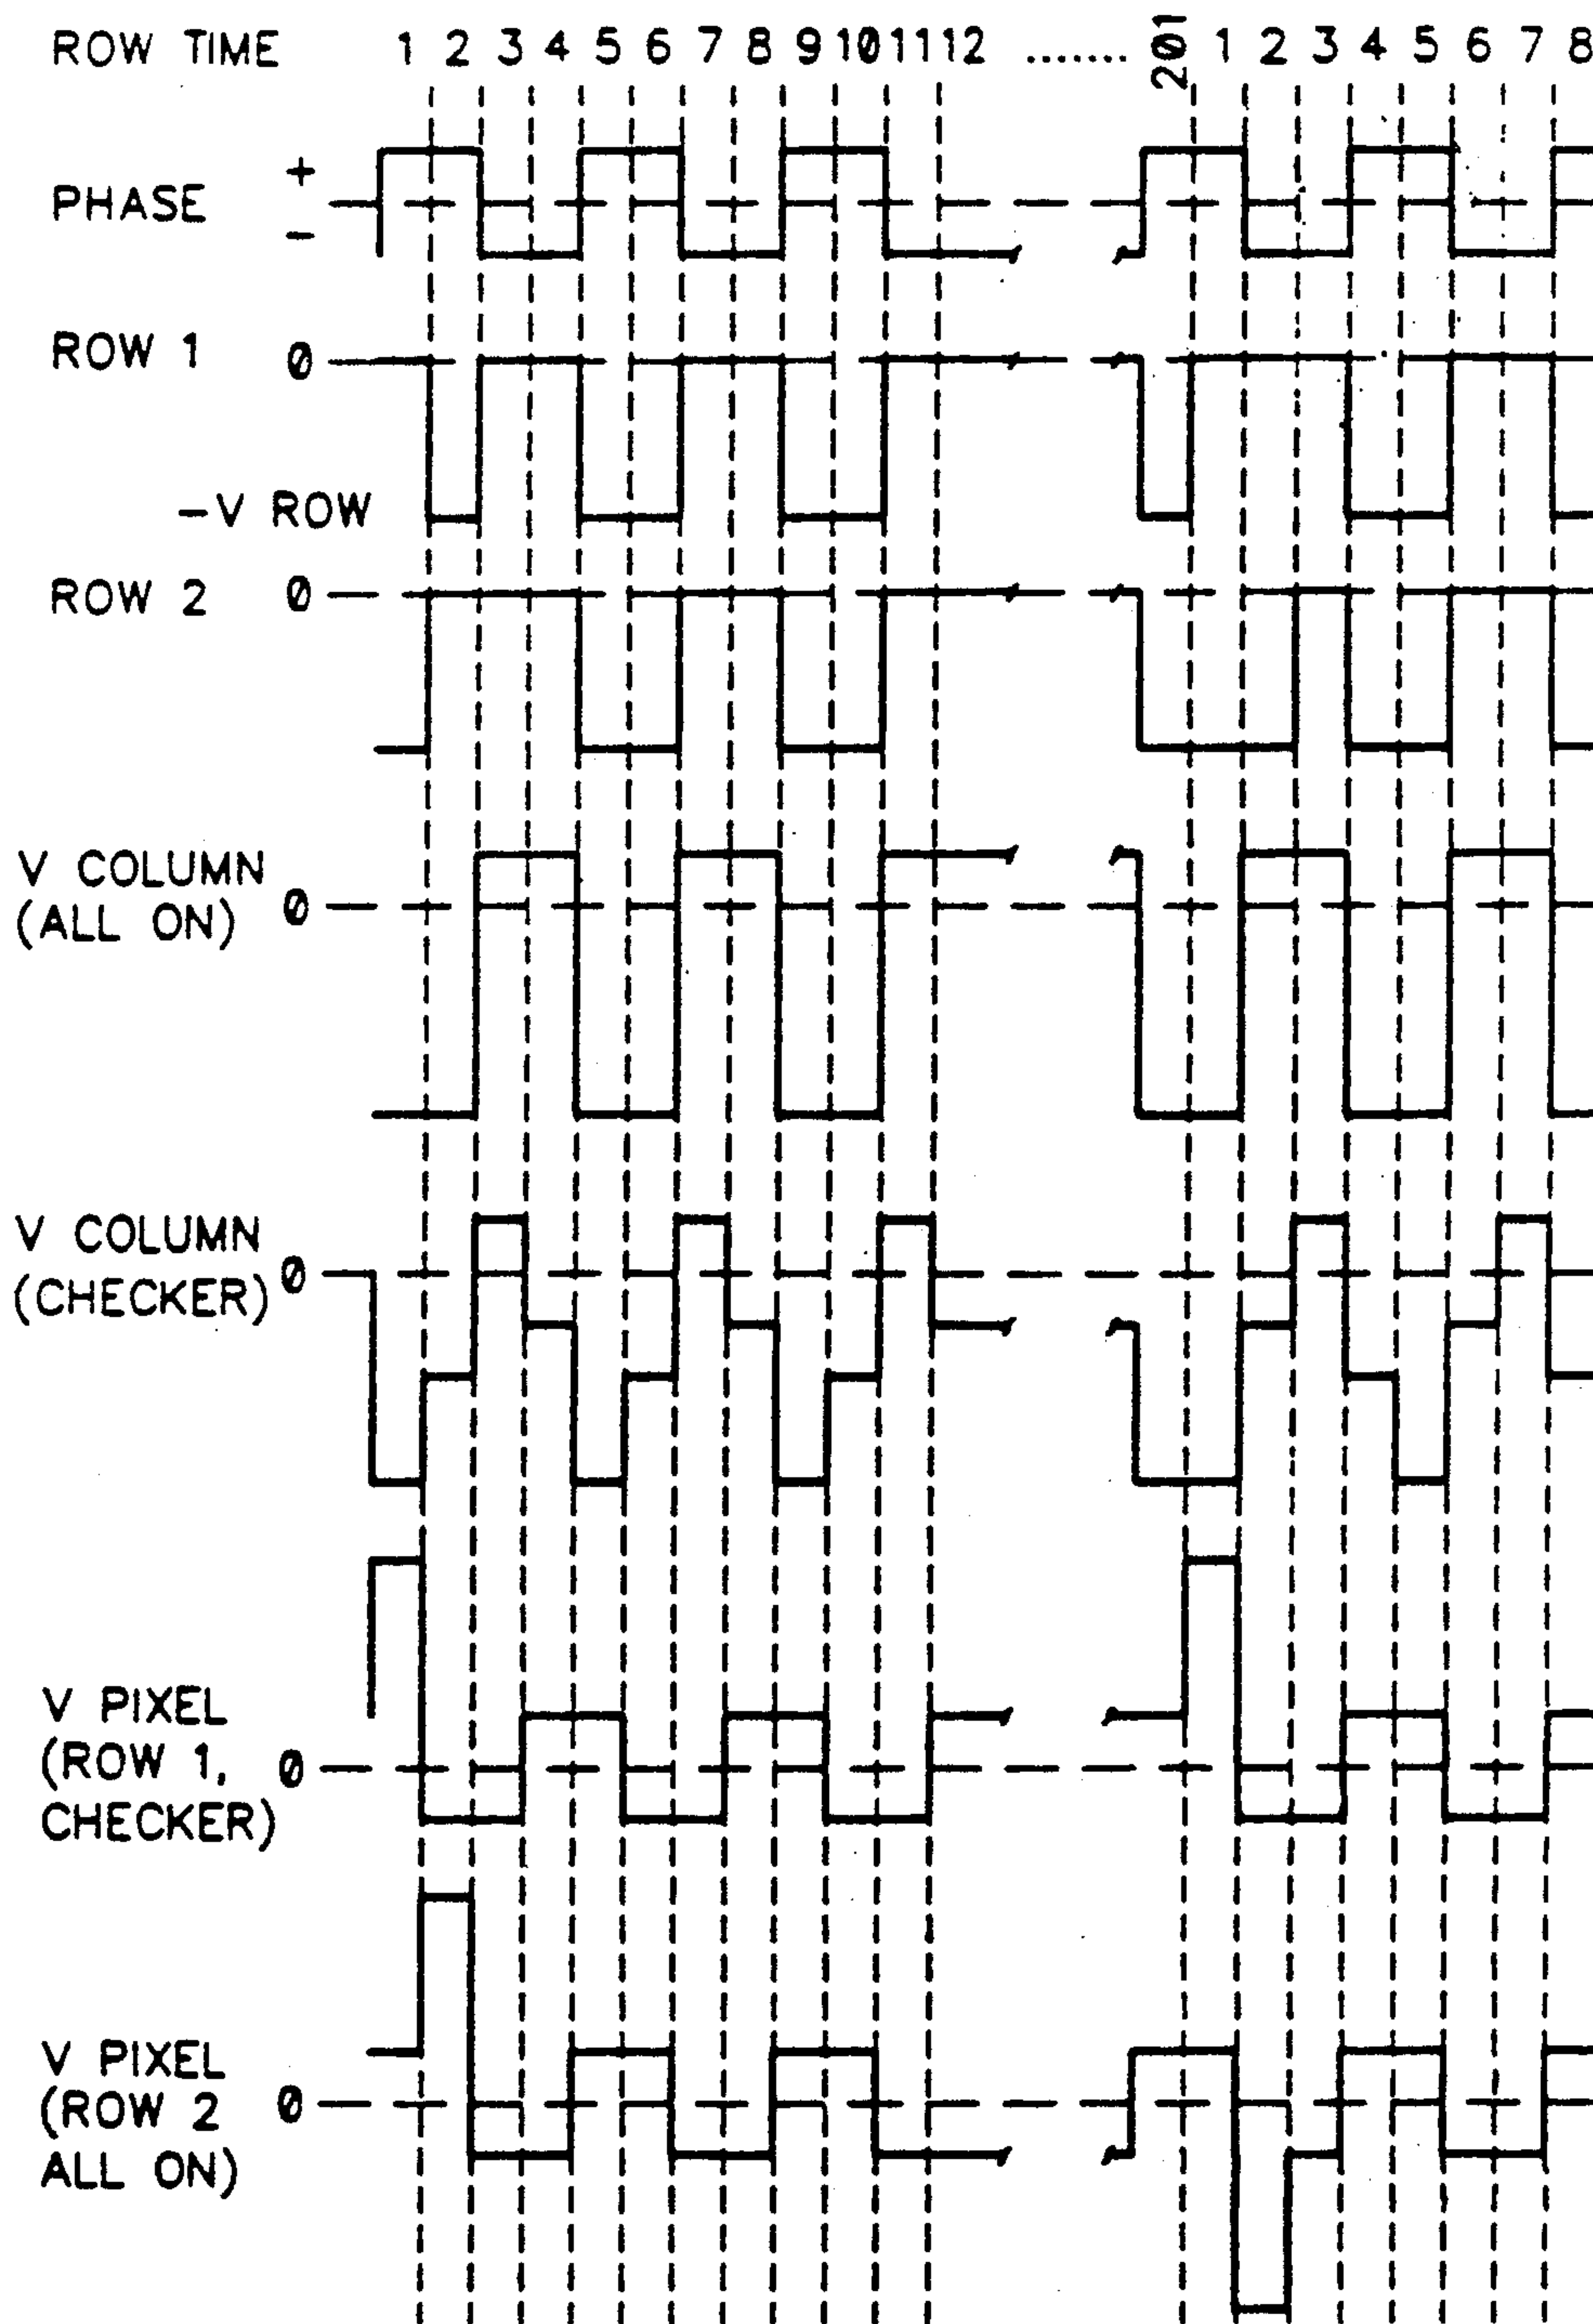 ROW TIME 1 2 3 4 5 6 7 8 9 10 11 12 ....... 201 1 2 3 4 5 6 7 8
+
PHASE
-
ROW 1 0
-V ROW
ROW 2 0
V COLUMN
(ALL ON) 0
V COLUMN
(CHECKER) 0
V PIXEL
(ROW 1, 0
CHECKER)
V PIXEL
(ROW 2 0
ALL ON)